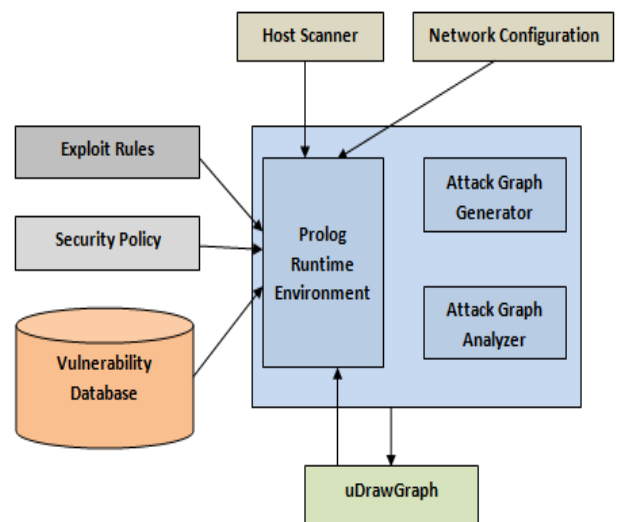 Host Scanner
Network Configuration
Exploit Rules
Security Policy
Vulnerability
Database
Prolog
Runtime
Environment
Attack Graph
Generator
Attack Graph
Analyzer
uDrawGraph